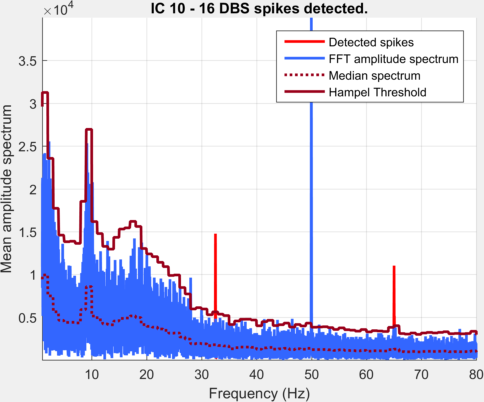 IC 10 - 16 DBS spikes detected.
×10⁴
Detected spikes
FFT amplitude spectrum
Median spectrum
Hampel Threshold
3.5
3
2.5
2
1.5
1
0.5
Mean amplitude spectrum
10 20 30 40 50 60 70 80
Frequency (Hz)